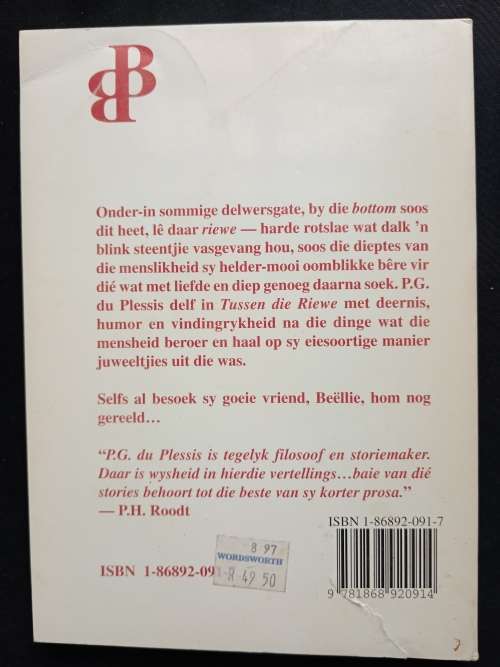 Onder-in sommige delwersgate, by die bottom soos
dit heet, lê daar riewe — harde rotslae wat dalk 'n
blink steentjie vasgevang hou, soos die dieptes van
die menslikheid sy helder-mooi oomblikke bêre vir
dié wat met liefde en diep genoeg daarna soek. P.G.
du Plessis delf in Tussen die Riewe met deernis,
humor en vindingrykheid na die dinge wat die
mensheid beroer en haal op sy eiesoortige manier
juweeltjies uit die was.
Selfs al besoek sy goeie vriend, Beëllie, hom nog
gereeld…
“P.G. du Plessis is tegelyk filosoof en storiemaker.
Daar is wysheid in hierdie vertellings…baie van dié
stories behoort tot die beste van sy korter prosa.”
— P.H. Roodt
ISBN 1-86892-091-7
9 781868 920914
8 97
WORDSWORTH
R 49 50
ISBN 1-86892-091